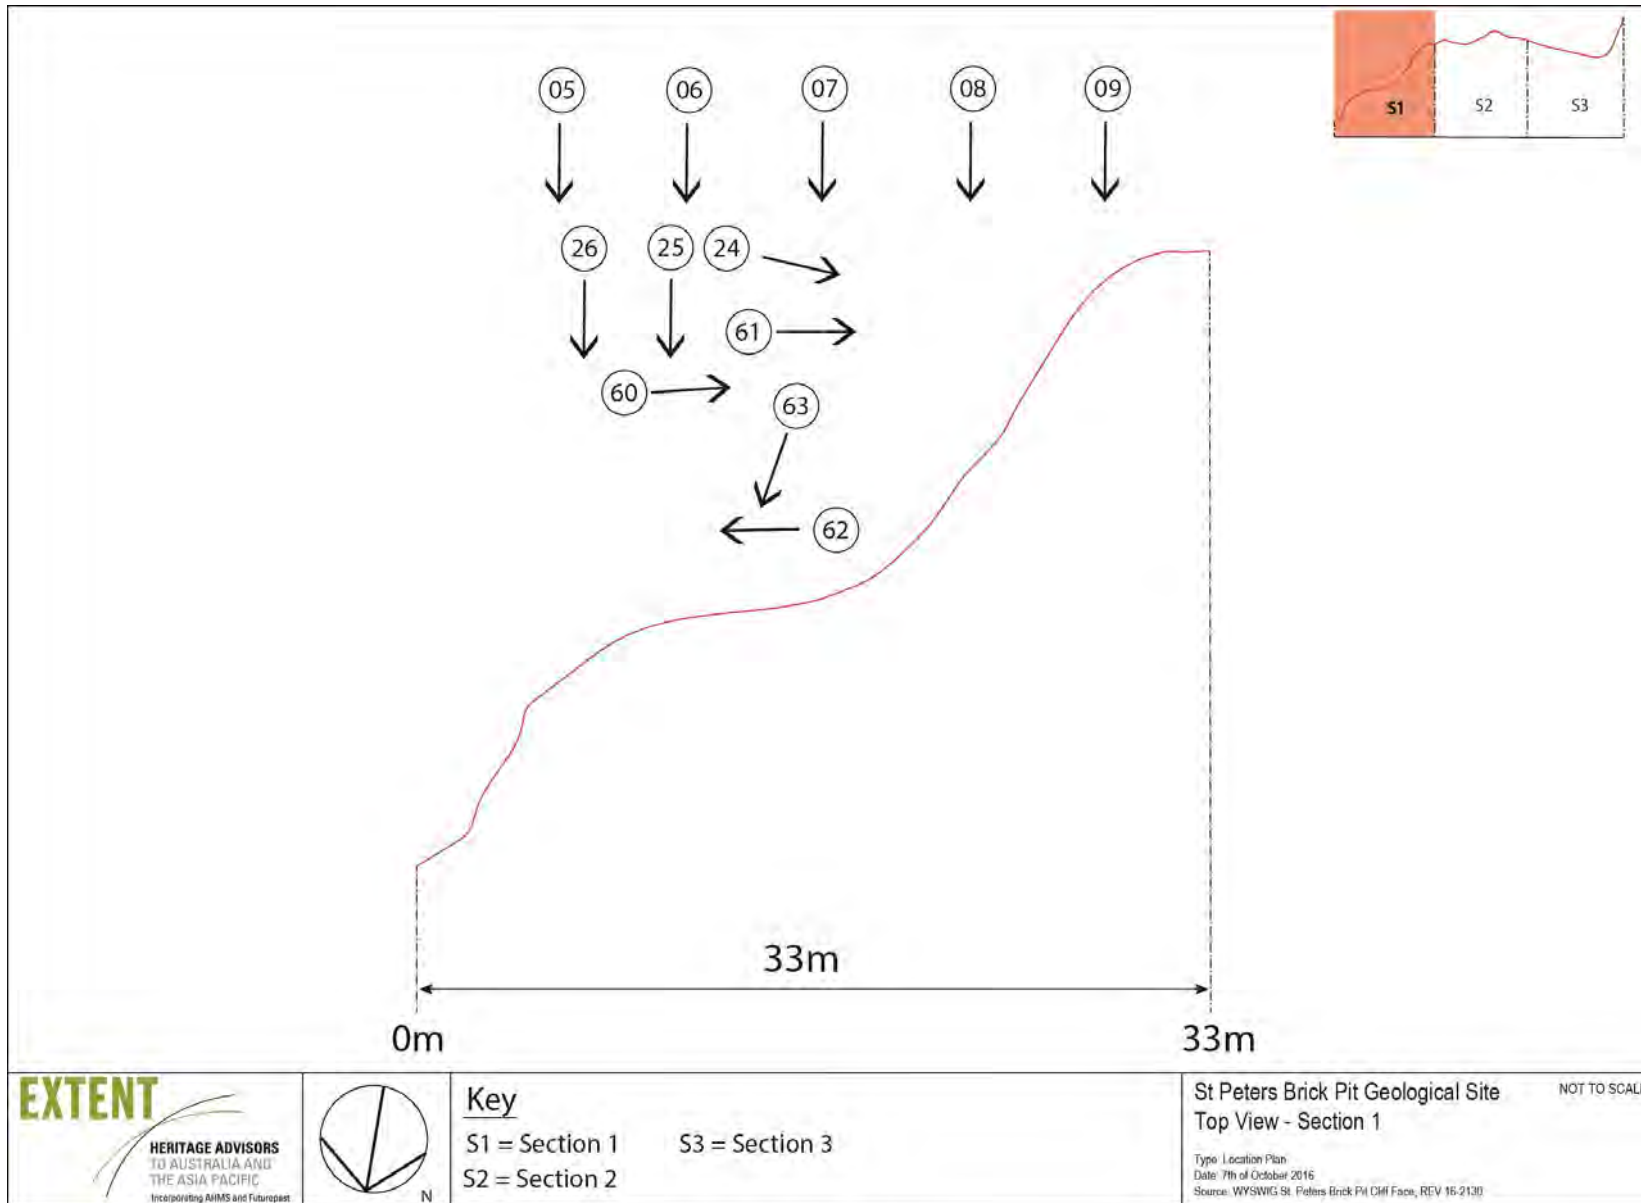 05 06 07 08 09
S1 S2 S3
26 25 24
61
60
63
62
33m
0m 33m
EXTENT
HERITAGE ADVISORS
TO AUSTRALIA AND
THE ASIA PACIFIC
Incorporating AHMS and Futurepast
N
Key
S1 = Section 1 S3 = Section 3
S2 = Section 2
St Peters Brick Pit Geological Site NOT TO SCALE
Top View - Section 1
Type: Location Plan
Date: 7th of October 2016
Source: WYSWIG St. Peters Brick Pit Cliff Face, REV 16-2130